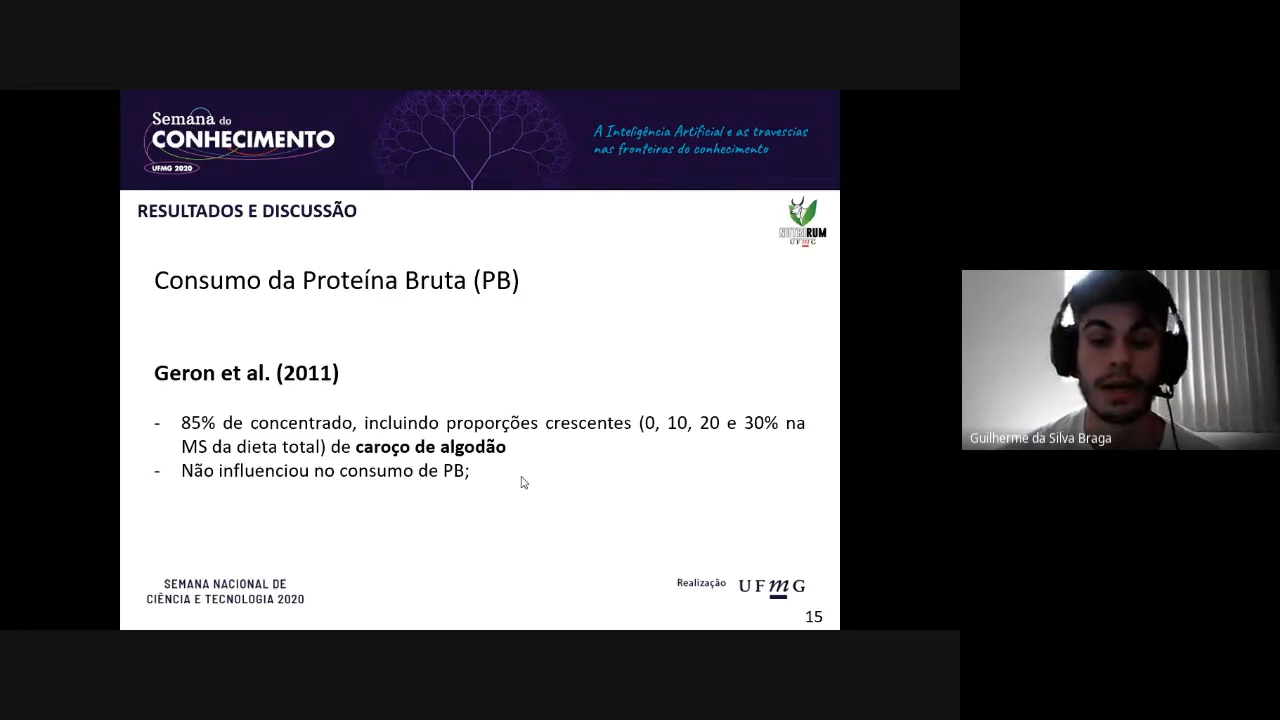 Semana do
CONHECIMENTO
UFMG 2020
A Inteligência Artificial e as travessias
nas fronteiras do conhecimento
RESULTADOS E DISCUSSÃO
NUTRIRUM
UFMG
Consumo da Proteína Bruta (PB)
Geron et al. (2011)
- 85% de concentrado, incluindo proporções crescentes (0, 10, 20 e 30% na
MS da dieta total) de caroço de algodão
- Não influenciou no consumo de PB;
Guilherme da Silva Braga
SEMANA NACIONAL DE
CIÊNCIA E TECNOLOGIA 2020
Realização
UFMG
15